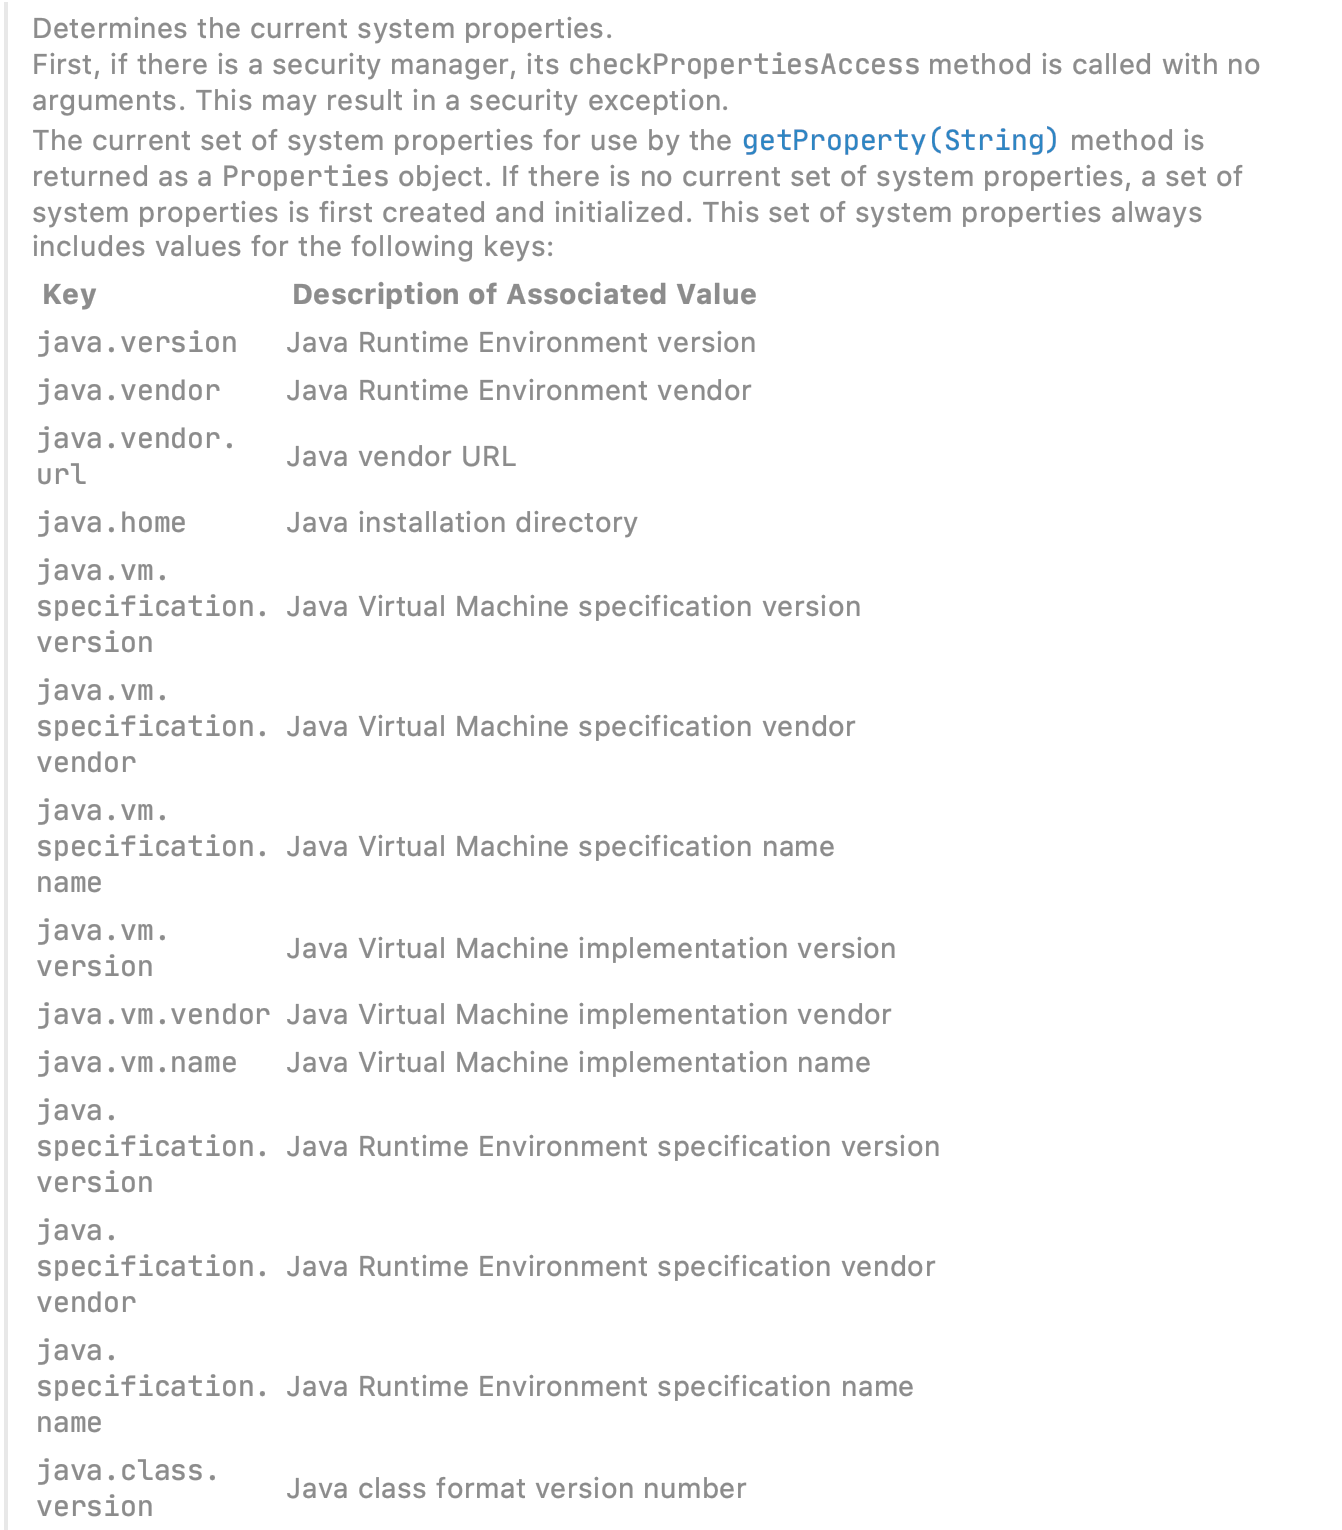 Determines the current system properties.
First, if there is a security manager, its checkPropertiesAccess method is called with no
arguments. This may result in a security exception.
The current set of system properties for use by the getProperty(String) method is
returned as a Properties object. If there is no current set of system properties, a set of
system properties is first created and initialized. This set of system properties always
includes values for the following keys:
Key Description of Associated Value
java.version Java Runtime Environment version
java.vendor Java Runtime Environment vendor
java.vendor.
url
Java vendor URL
java.home Java installation directory
java.vm.
specification. Java Virtual Machine specification version
version
java.vm.
specification. Java Virtual Machine specification vendor
vendor
java.vm.
specification. Java Virtual Machine specification name
name
java.vm.
version
Java Virtual Machine implementation version
java.vm.vendor Java Virtual Machine implementation vendor
java.vm.name Java Virtual Machine implementation name
java.
specification. Java Runtime Environment specification version
version
java.
specification. Java Runtime Environment specification vendor
vendor
java.
specification. Java Runtime Environment specification name
name
java.class.
version
Java class format version number